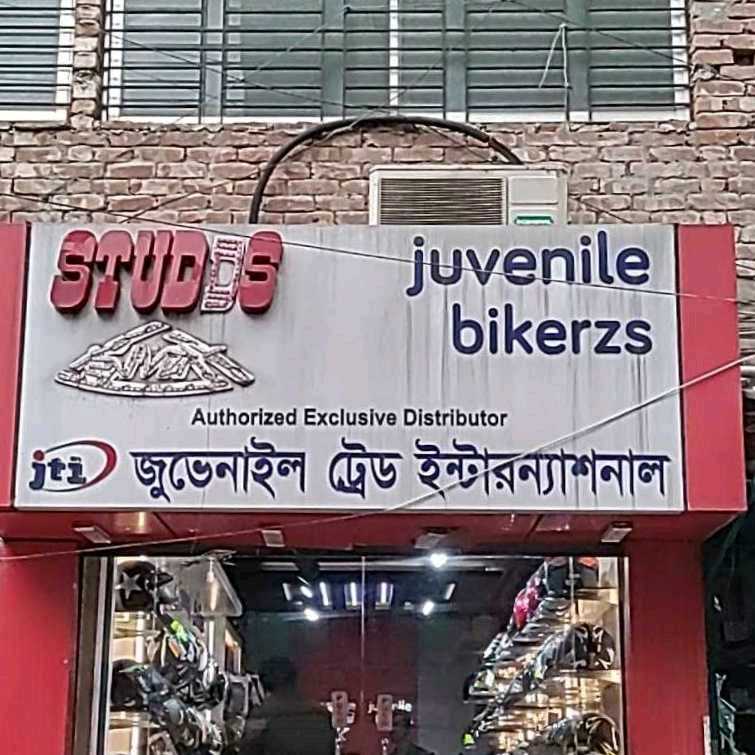 STUDDS
juvenile
bikerzs
Authorized Exclusive Distributor
jti জুভেনাইল ট্রেড ইন্টারন্যাশনাল